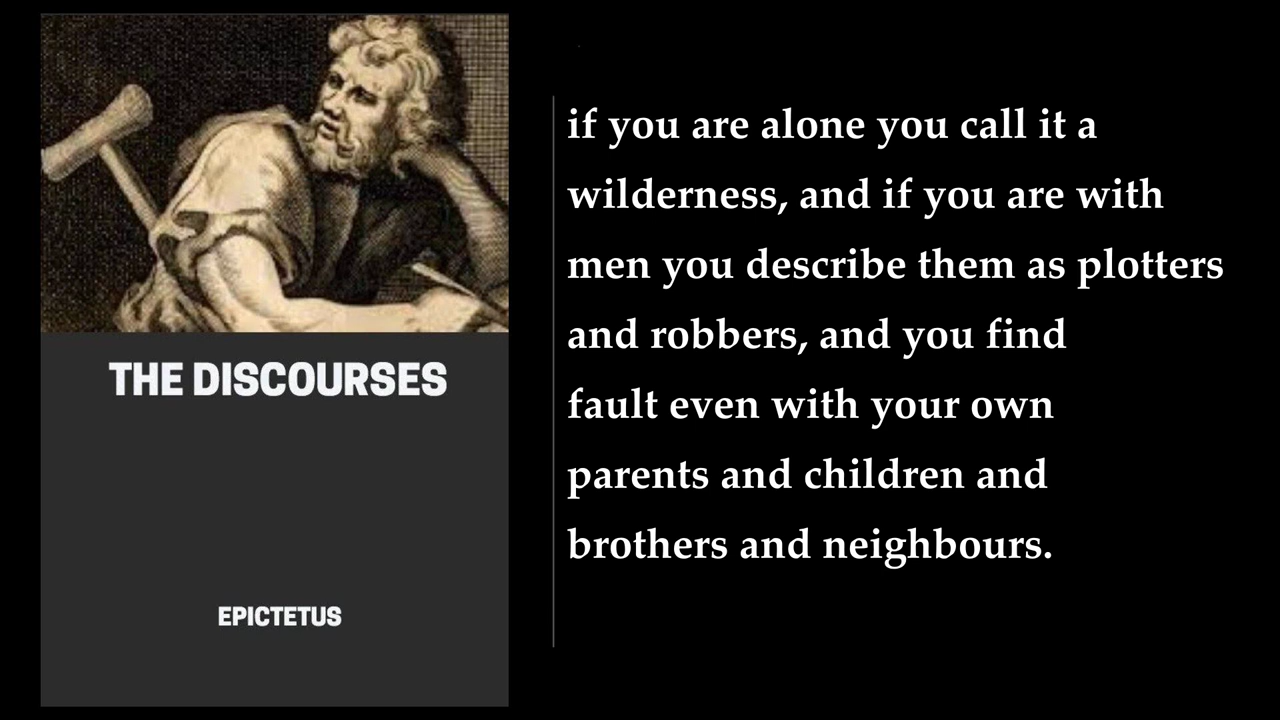 THE DISCOURSES
EPICTETUS
if you are alone you call it a
wilderness, and if you are with
men you describe them as plotters
and robbers, and you find
fault even with your own
parents and children and
brothers and neighbours.